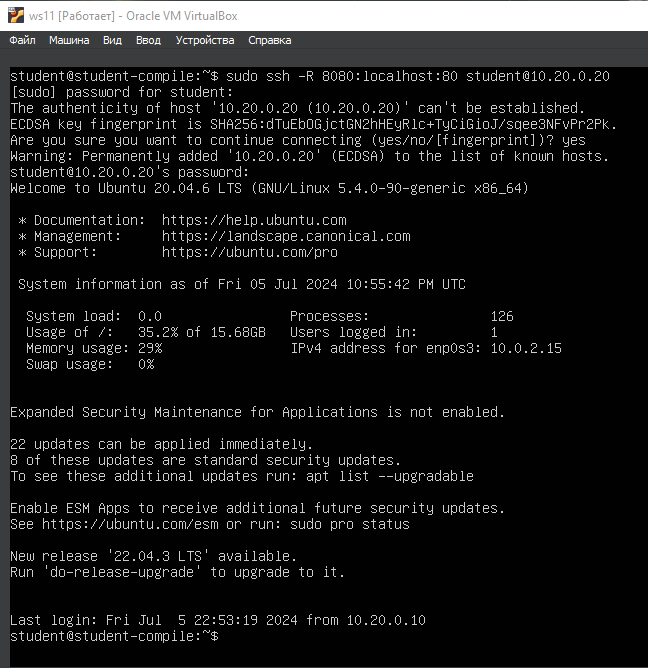 ws11 [Работает] - Oracle VM VirtualBox
Файл Машина Вид Ввод Устройства Справка
student@student-compile:~$ sudo ssh -R 8080:localhost:80 student@10.20.0.20
[sudo] password for student:
The authenticity of host '10.20.0.20 (10.20.0.20)' can't be established.
ECDSA key fingerprint is SHA256:dTuEbOGjctGN2hHEyRlc+TyCiGioJ/sqee3NFvPr2Pk.
Are you sure you want to continue connecting (yes/no/[fingerprint])? yes
Warning: Permanently added '10.20.0.20' (ECDSA) to the list of known hosts.
student@10.20.0.20's password:
Welcome to Ubuntu 20.04.6 LTS (GNU/Linux 5.4.0-90-generic x86_64)
* Documentation:  https://help.ubuntu.com
* Management:     https://landscape.canonical.com
* Support:        https://ubuntu.com/pro
System information as of Fri 05 Jul 2024 10:55:42 PM UTC
System load:  0.0                Processes:               126
Usage of /:   35.2% of 15.68GB   Users logged in:         1
Memory usage: 29%                IPv4 address for enp0s3: 10.0.2.15
Swap usage:   0%
Expanded Security Maintenance for Applications is not enabled.
22 updates can be applied immediately.
8 of these updates are standard security updates.
To see these additional updates run: apt list --upgradable
Enable ESM Apps to receive additional future security updates.
See https://ubuntu.com/esm or run: sudo pro status
New release '22.04.3 LTS' available.
Run 'do-release-upgrade' to upgrade to it.
Last login: Fri Jul  5 22:53:19 2024 from 10.20.0.10
student@student-compile:~$